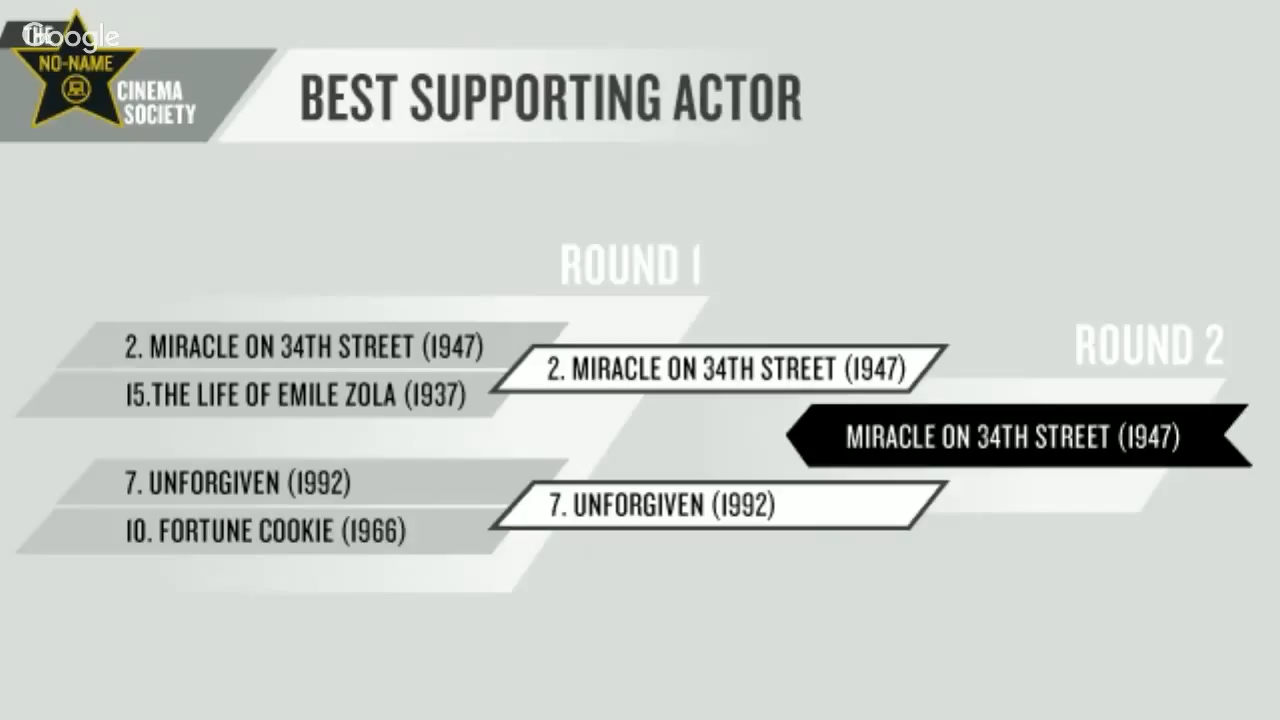 THE
Google
NO-NAME
CINEMA
SOCIETY
BEST SUPPORTING ACTOR
ROUND 1
2. MIRACLE ON 34TH STREET (1947)
15.THE LIFE OF EMILE ZOLA (1937)
2. MIRACLE ON 34TH STREET (1947)
7. UNFORGIVEN (1992)
10. FORTUNE COOKIE (1966)
7. UNFORGIVEN (1992)
ROUND 2
MIRACLE ON 34TH STREET (1947)